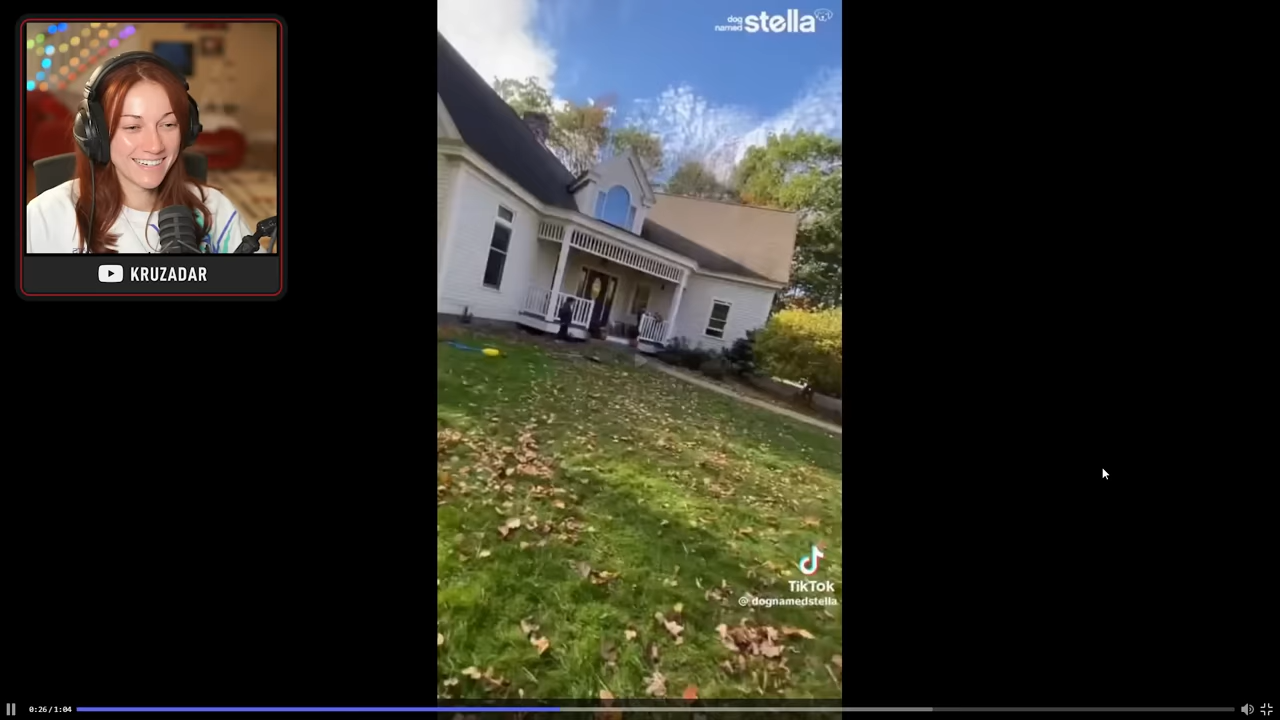 dog
named stella
KRUZADAR
TikTok
@dognamedstella
0:26 / 1:04